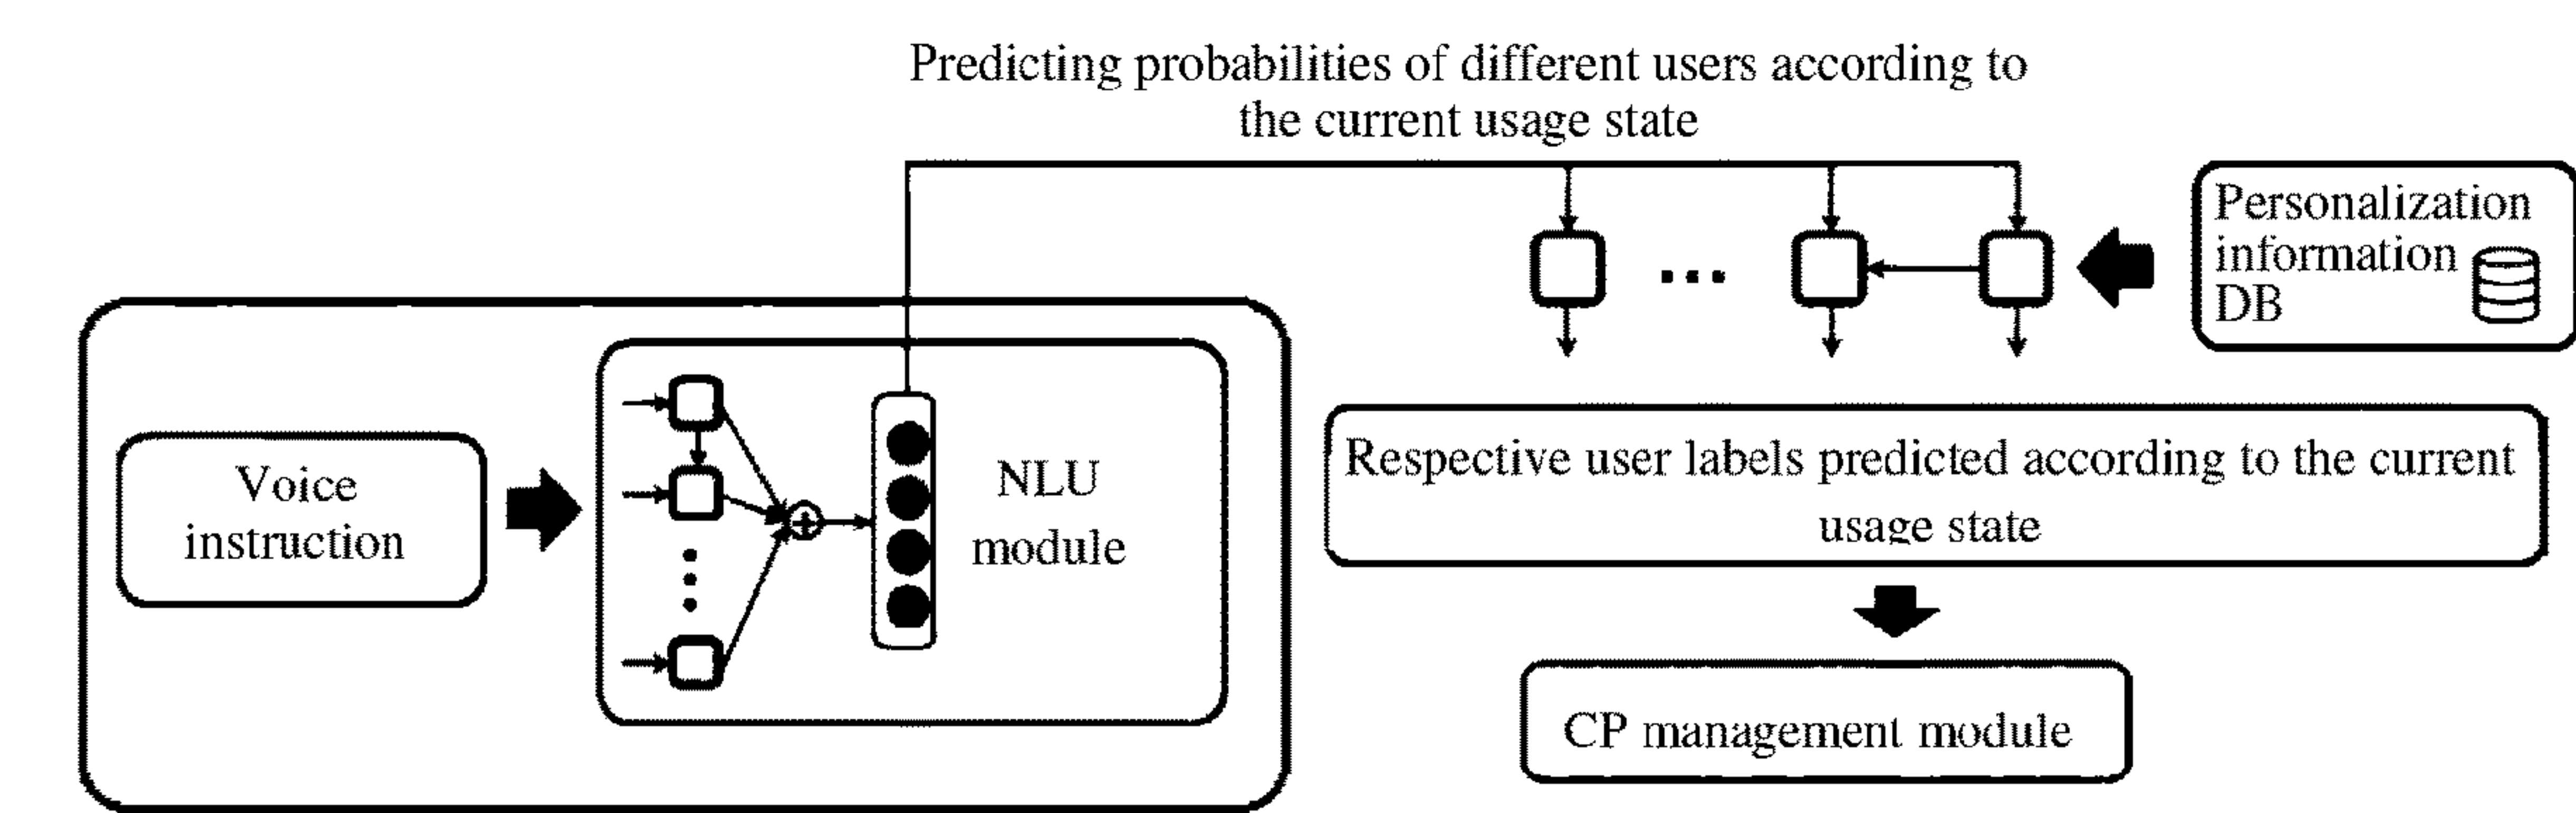 Predicting probabilities of different users according to
the current usage state
Personalization
information
DB
Voice
instruction
NLU
module
Respective user labels predicted according to the current
usage state
CP management module